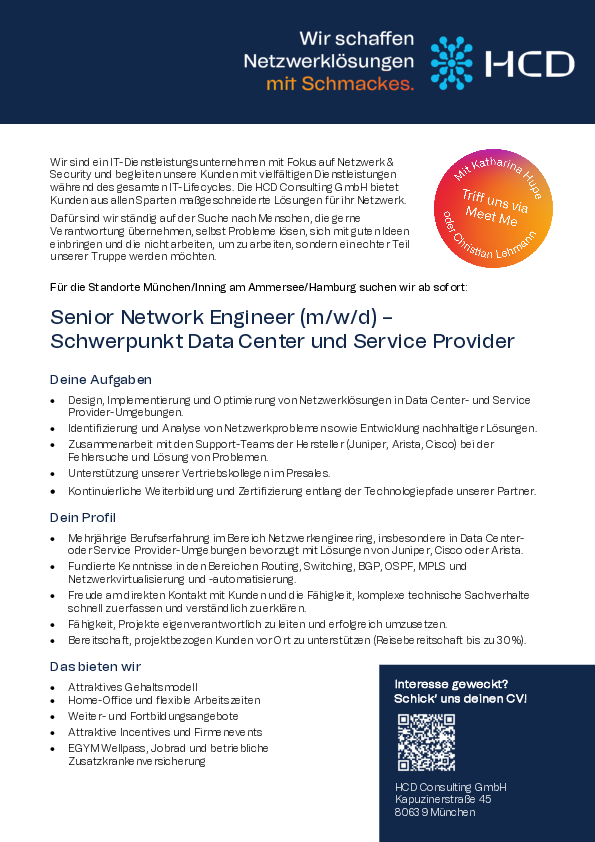 Wir schaffen
Netzwerklösungen
mit Schmackes.
HCD
Wir sind ein IT-Dienstleistungsunternehmen mit Fokus auf Netzwerk &
Security und begleiten unsere Kunden mit vielfältigen Dienstleistungen
während des gesamten IT-Lifecycles. Die HCD Consulting GmbH bietet
Kunden aus allen Sparten maßgeschneiderte Lösungen für ihr Netzwerk.
Dafür sind wir ständig auf der Suche nach Menschen, die gerne
Verantwortung übernehmen, selbst Probleme lösen, sich mit guten Ideen
einbringen und die nicht arbeiten, um zu arbeiten, sondern ein echter Teil
unserer Truppe werden möchten.
Mit Katharina Hupe
Triff uns via
Meet Me
oder Christian Lehmann
Für die Standorte München/Inning am Ammersee/Hamburg suchen wir ab sofort:
Senior Network Engineer (m/w/d) –
Schwerpunkt Data Center und Service Provider
Deine Aufgaben
• Design, Implementierung und Optimierung von Netzwerklösungen in Data Center- und Service
Provider-Umgebungen.
• Identifizierung und Analyse von Netzwerkproblemen sowie Entwicklung nachhaltiger Lösungen.
• Zusammenarbeit mit den Support-Teams der Hersteller (Juniper, Arista, Cisco) bei der
Fehlersuche und Lösung von Problemen.
• Unterstützung unserer Vertriebskollegen im Presales.
• Kontinuierliche Weiterbildung und Zertifizierung entlang der Technologiepfade unserer Partner.
Dein Profil
• Mehrjährige Berufserfahrung im Bereich Netzwerkengineering, insbesondere in Data Center-
oder Service Provider-Umgebungen bevorzugt mit Lösungen von Juniper, Cisco oder Arista.
• Fundierte Kenntnisse in den Bereichen Routing, Switching, BGP, OSPF, MPLS und
Netzwerkvirtualisierung und -automatisierung.
• Freude am direkten Kontakt mit Kunden und die Fähigkeit, komplexe technische Sachverhalte
schnell zu erfassen und verständlich zu erklären.
• Fähigkeit, Projekte eigenverantwortlich zu leiten und erfolgreich umzusetzen.
• Bereitschaft, projektbezogen Kunden vor Ort zu unterstützen (Reisebereitschaft bis zu 30%).
Das bieten wir
• Attraktives Gehaltsmodell
• Home-Office und flexible Arbeitszeiten
• Weiter- und Fortbildungsangebote
• Attraktive Incentives und Firmenevents
• EGYM Wellpass, Jobrad und betriebliche
Zusatzkrankenversicherung
Interesse geweckt?
Schick' uns deinen CV!
HCD Consulting GmbH
Kapuzinerstraße 45
80639 München